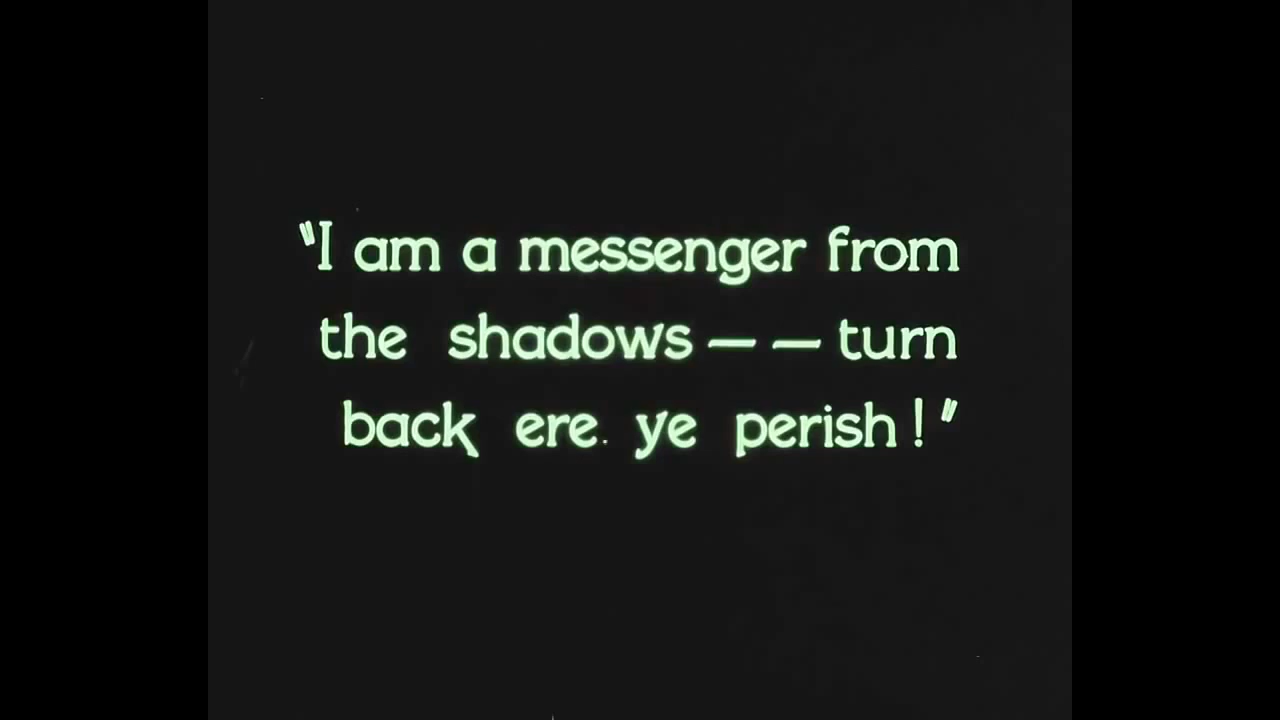 "I am a messenger from
the shadows — — turn
back ere ye perish!"